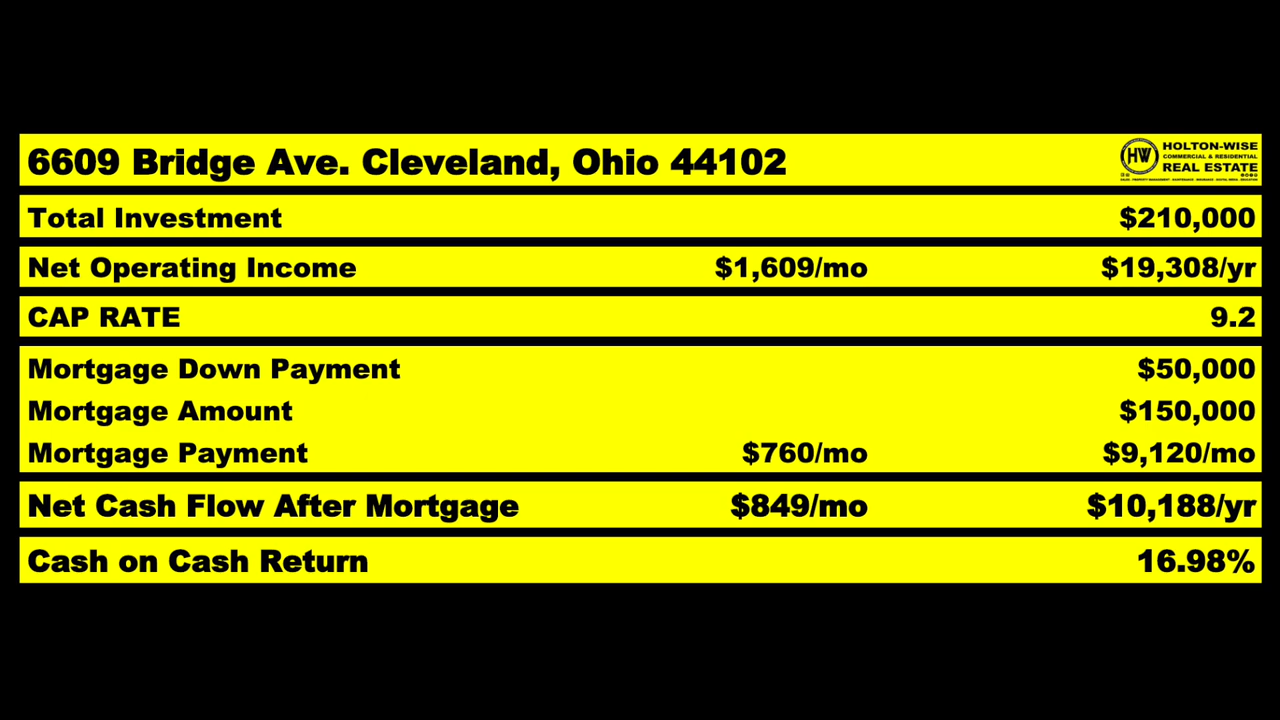 6609 Bridge Ave. Cleveland, Ohio 44102
HW
HOLTON-WISE
COMMERCIAL & RESIDENTIAL
REAL ESTATE
Total Investment $210,000
Net Operating Income $1,609/mo $19,308/yr
CAP RATE 9.2
Mortgage Down Payment $50,000
Mortgage Amount $150,000
Mortgage Payment $760/mo $9,120/mo
Net Cash Flow After Mortgage $849/mo $10,188/yr
Cash on Cash Return 16.98%